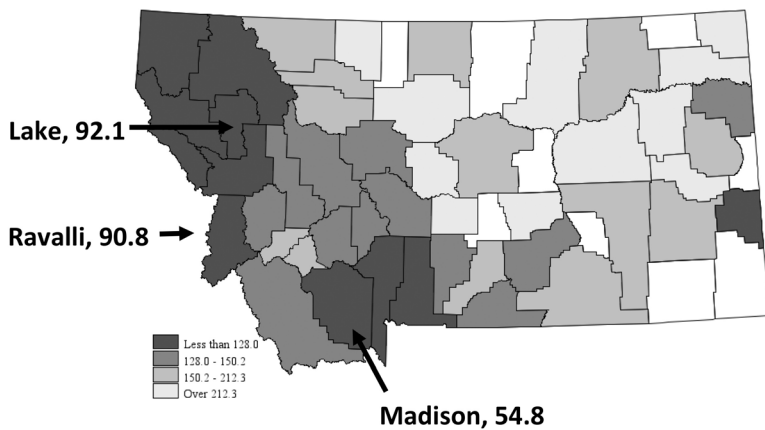 Lake, 92.1
Ravalli, 90.8
Less than 128.0
128.0 - 150.2
150.2 - 212.3
Over 212.3
Madison, 54.8